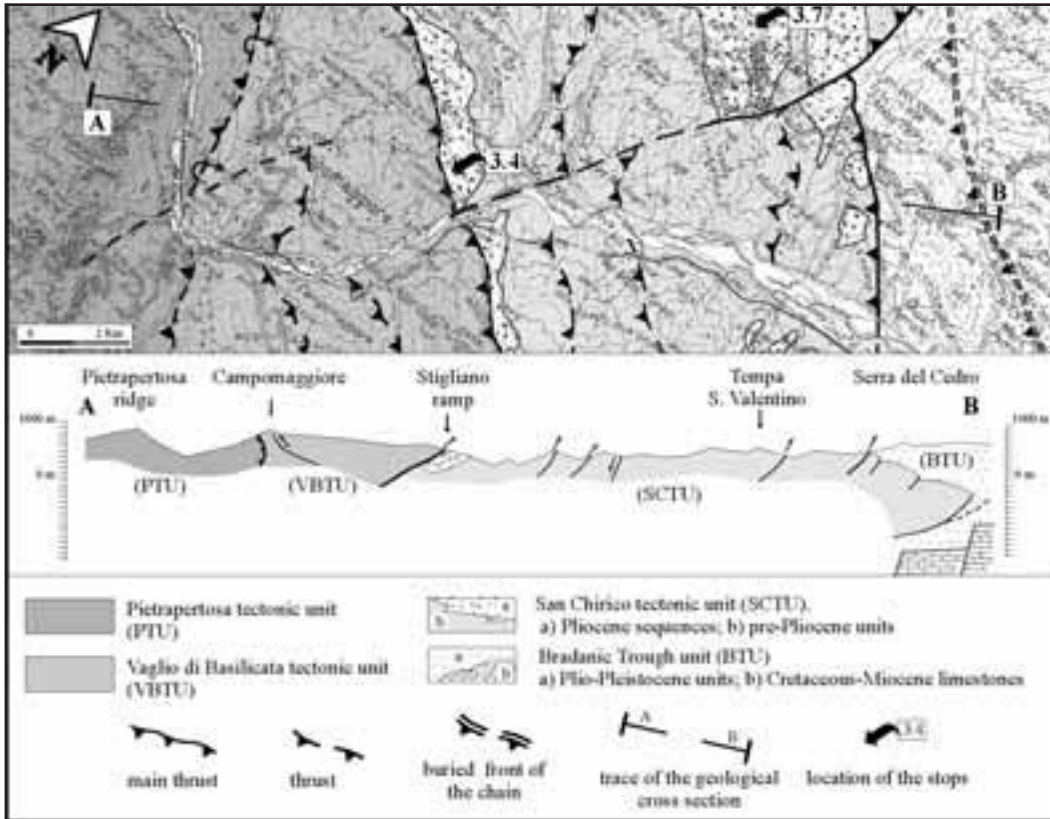 N
A
3.4
3.7
B
0 2 Km
Pietrapertosa ridge
Campomaggiore
Stigliano ramp
Tempa S. Valentino
Serra del Cedro
A
B
1000 m
0 m
1000 m
0 m
(PTU)
(VBTU)
(SCTU)
(BTU)
Pietrapertosa tectonic unit
(PTU)
Vaglio di Basilicata tectonic unit
(VBTU)
a
b
San Chirico tectonic unit (SCTU).
a) Pliocene sequences; b) pre-Pliocene units
a
b
Bradanic Trough unit (BTU)
a) Plio-Pleistocene units; b) Cretaceous-Miocene limestones
main thrust
thrust
buried front of
the chain
A
B
trace of the geological
cross section
location of the stops